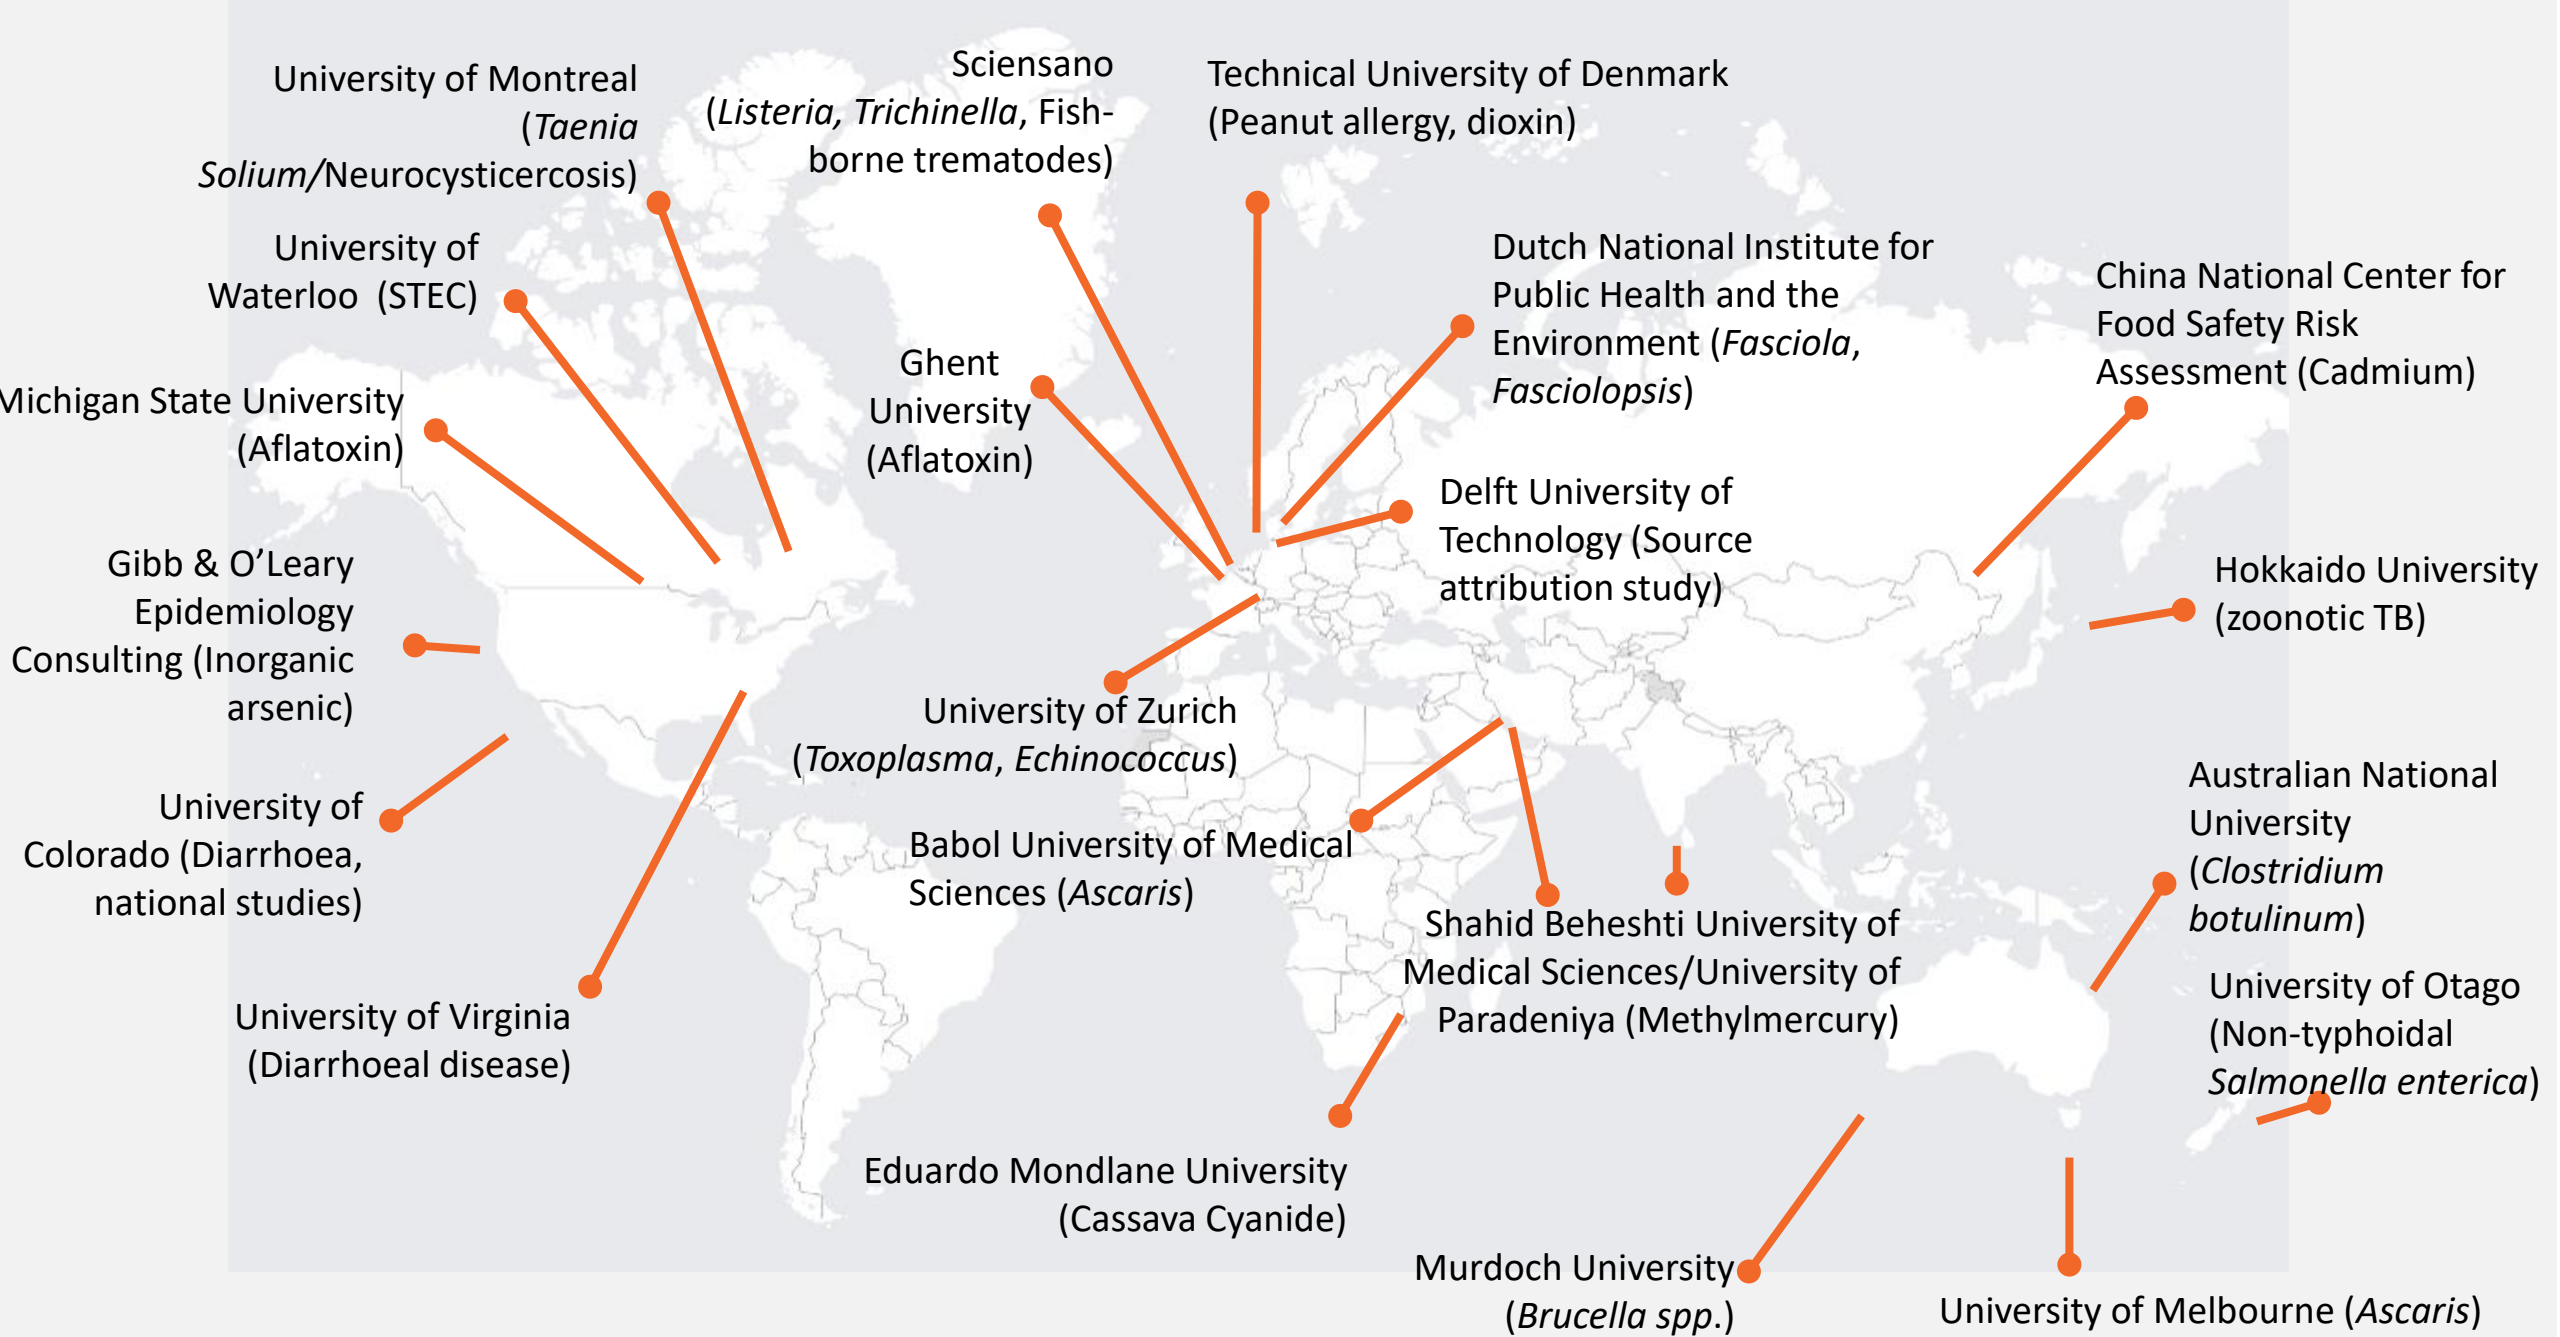 University of Montreal
(Taenia
Solium/Neurocysticercosis)
Sciensano
(Listeria, Trichinella, Fish-
borne trematodes)
Technical University of Denmark
(Peanut allergy, dioxin)
University of
Waterloo (STEC)
Dutch National Institute for
Public Health and the
Environment (Fasciola,
Fasciolopsis)
China National Center for
Food Safety Risk
Assessment (Cadmium)
Michigan State University
(Aflatoxin)
Ghent
University
(Aflatoxin)
Delft University of
Technology (Source
attribution study)
Gibb & O’Leary
Epidemiology
Consulting (Inorganic
arsenic)
Hokkaido University
(zoonotic TB)
University of Zurich
(Toxoplasma, Echinococcus)
University of
Colorado (Diarrhoea,
national studies)
Babol University of Medical
Sciences (Ascaris)
Australian National
University
(Clostridium
botulinum)
Shahid Beheshti University of
Medical Sciences/University of
Paradeniya (Methylmercury)
University of Virginia
(Diarrhoeal disease)
University of Otago
(Non-typhoidal
Salmonella enterica)
Eduardo Mondlane University
(Cassava Cyanide)
Murdoch University
(Brucella spp.)
University of Melbourne (Ascaris)